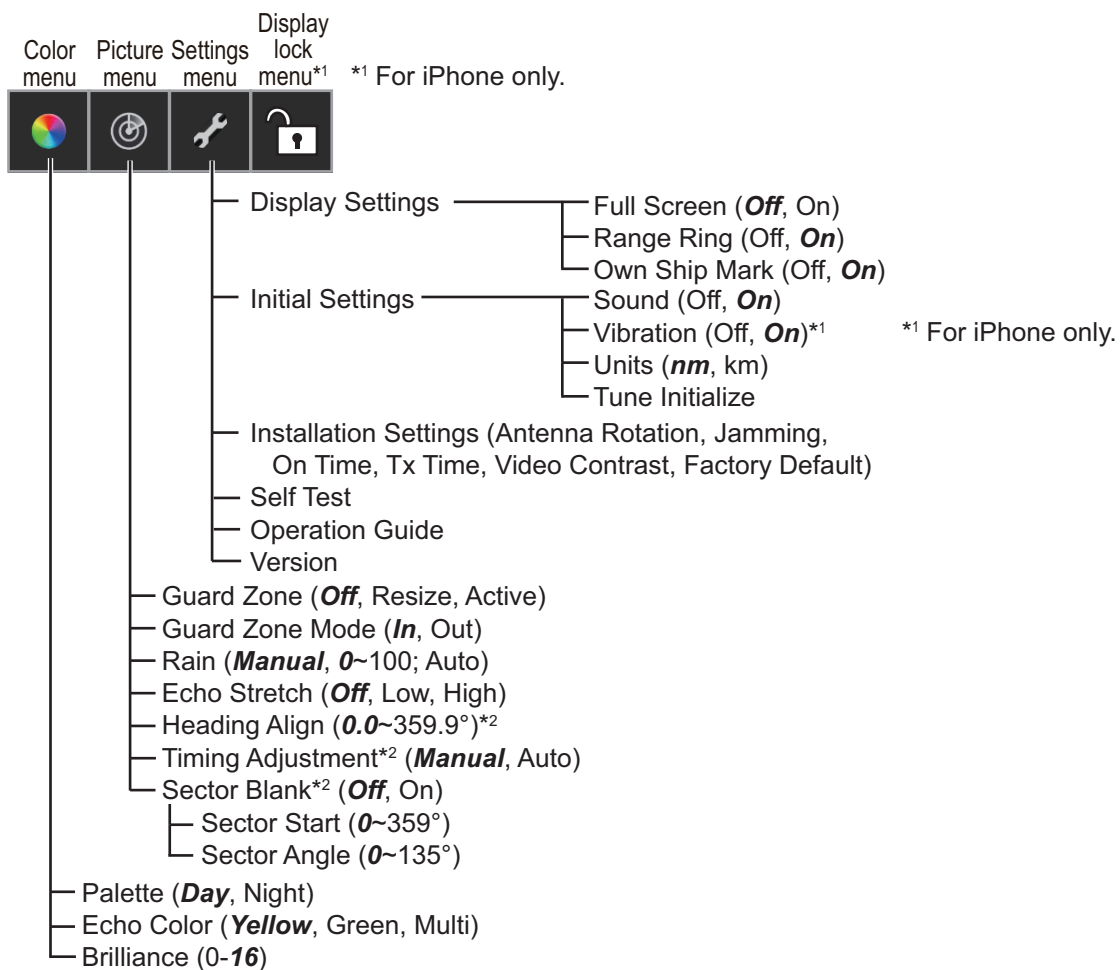 Color menu
Picture menu
Settings menu
Display lock menu*1
*1 For iPhone only.
Display Settings
Full Screen (Off, On)
Range Ring (Off, On)
Own Ship Mark (Off, On)
Initial Settings
Sound (Off, On)
Vibration (Off, On)*1
*1 For iPhone only.
Units (nm, km)
Tune Initialize
Installation Settings (Antenna Rotation, Jamming,
On Time, Tx Time, Video Contrast, Factory Default)
Self Test
Operation Guide
Version
Guard Zone (Off, Resize, Active)
Guard Zone Mode (In, Out)
Rain (Manual, 0~100; Auto)
Echo Stretch (Off, Low, High)
Heading Align (0.0~359.9°)*2
Timing Adjustment*2 (Manual, Auto)
Sector Blank*2 (Off, On)
Sector Start (0~359°)
Sector Angle (0~135°)
Palette (Day, Night)
Echo Color (Yellow, Green, Multi)
Brilliance (0-16)